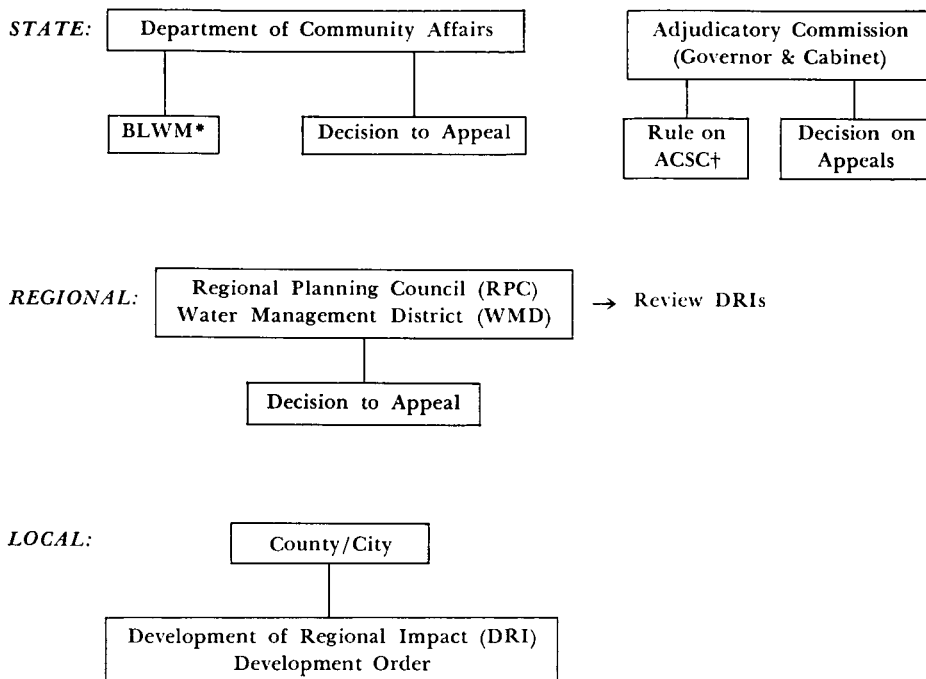 STATE:
Department of Community Affairs
BLWM*
Decision to Appeal
Adjudicatory Commission
(Governor & Cabinet)
Rule on
ACSC†
Decision on
Appeals
REGIONAL:
Regional Planning Council (RPC)
Water Management District (WMD)
→ Review DRIs
Decision to Appeal
LOCAL:
County/City
Development of Regional Impact (DRI)
Development Order